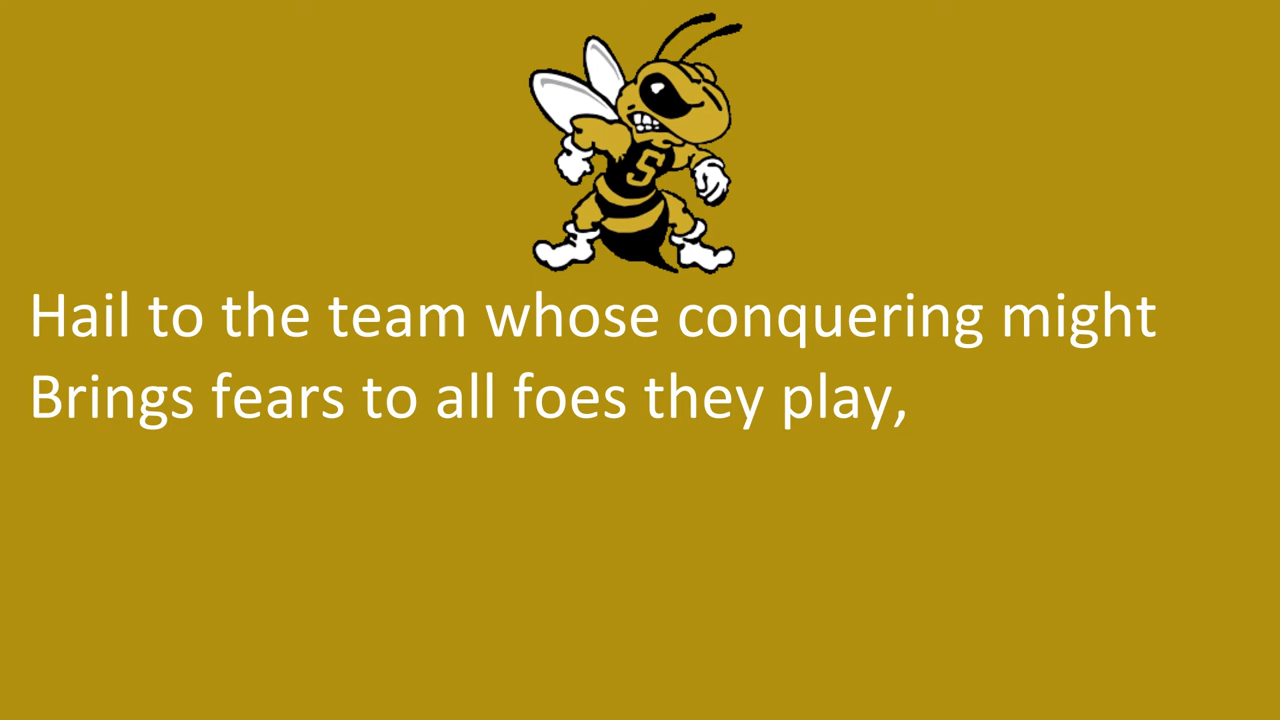 S
Hail to the team whose conquering might
Brings fears to all foes they play,